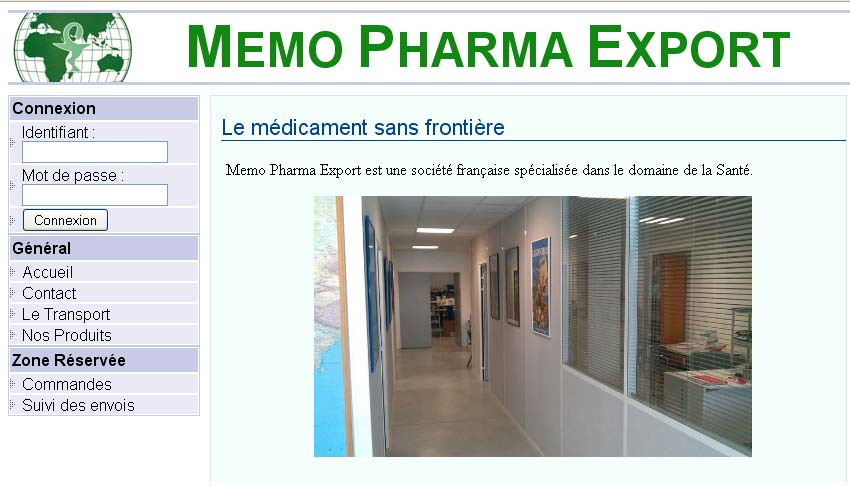 MEMO PHARMA EXPORT
Connexion
Identifiant :
Mot de passe :
Connexion
Général
Accueil
Contact
Le Transport
Nos Produits
Zone Réservée
Commandes
Suivi des envois
Le médicament sans frontière
Memo Pharma Export est une société française spécialisée dans le domaine de la Santé.